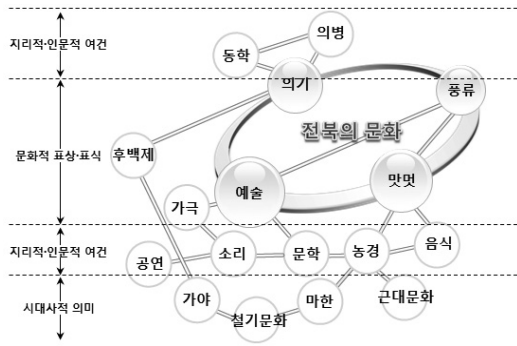 의병
지리적·인문적 여건
동학
의기
풍류
전북의 문화
문화적 표상·표식
후백제
예술
맛멋
가극
지리적·인문적 여건
공연
소리
문학
농경
음식
시대사적 의미
가야
철기문화
마한
근대문화